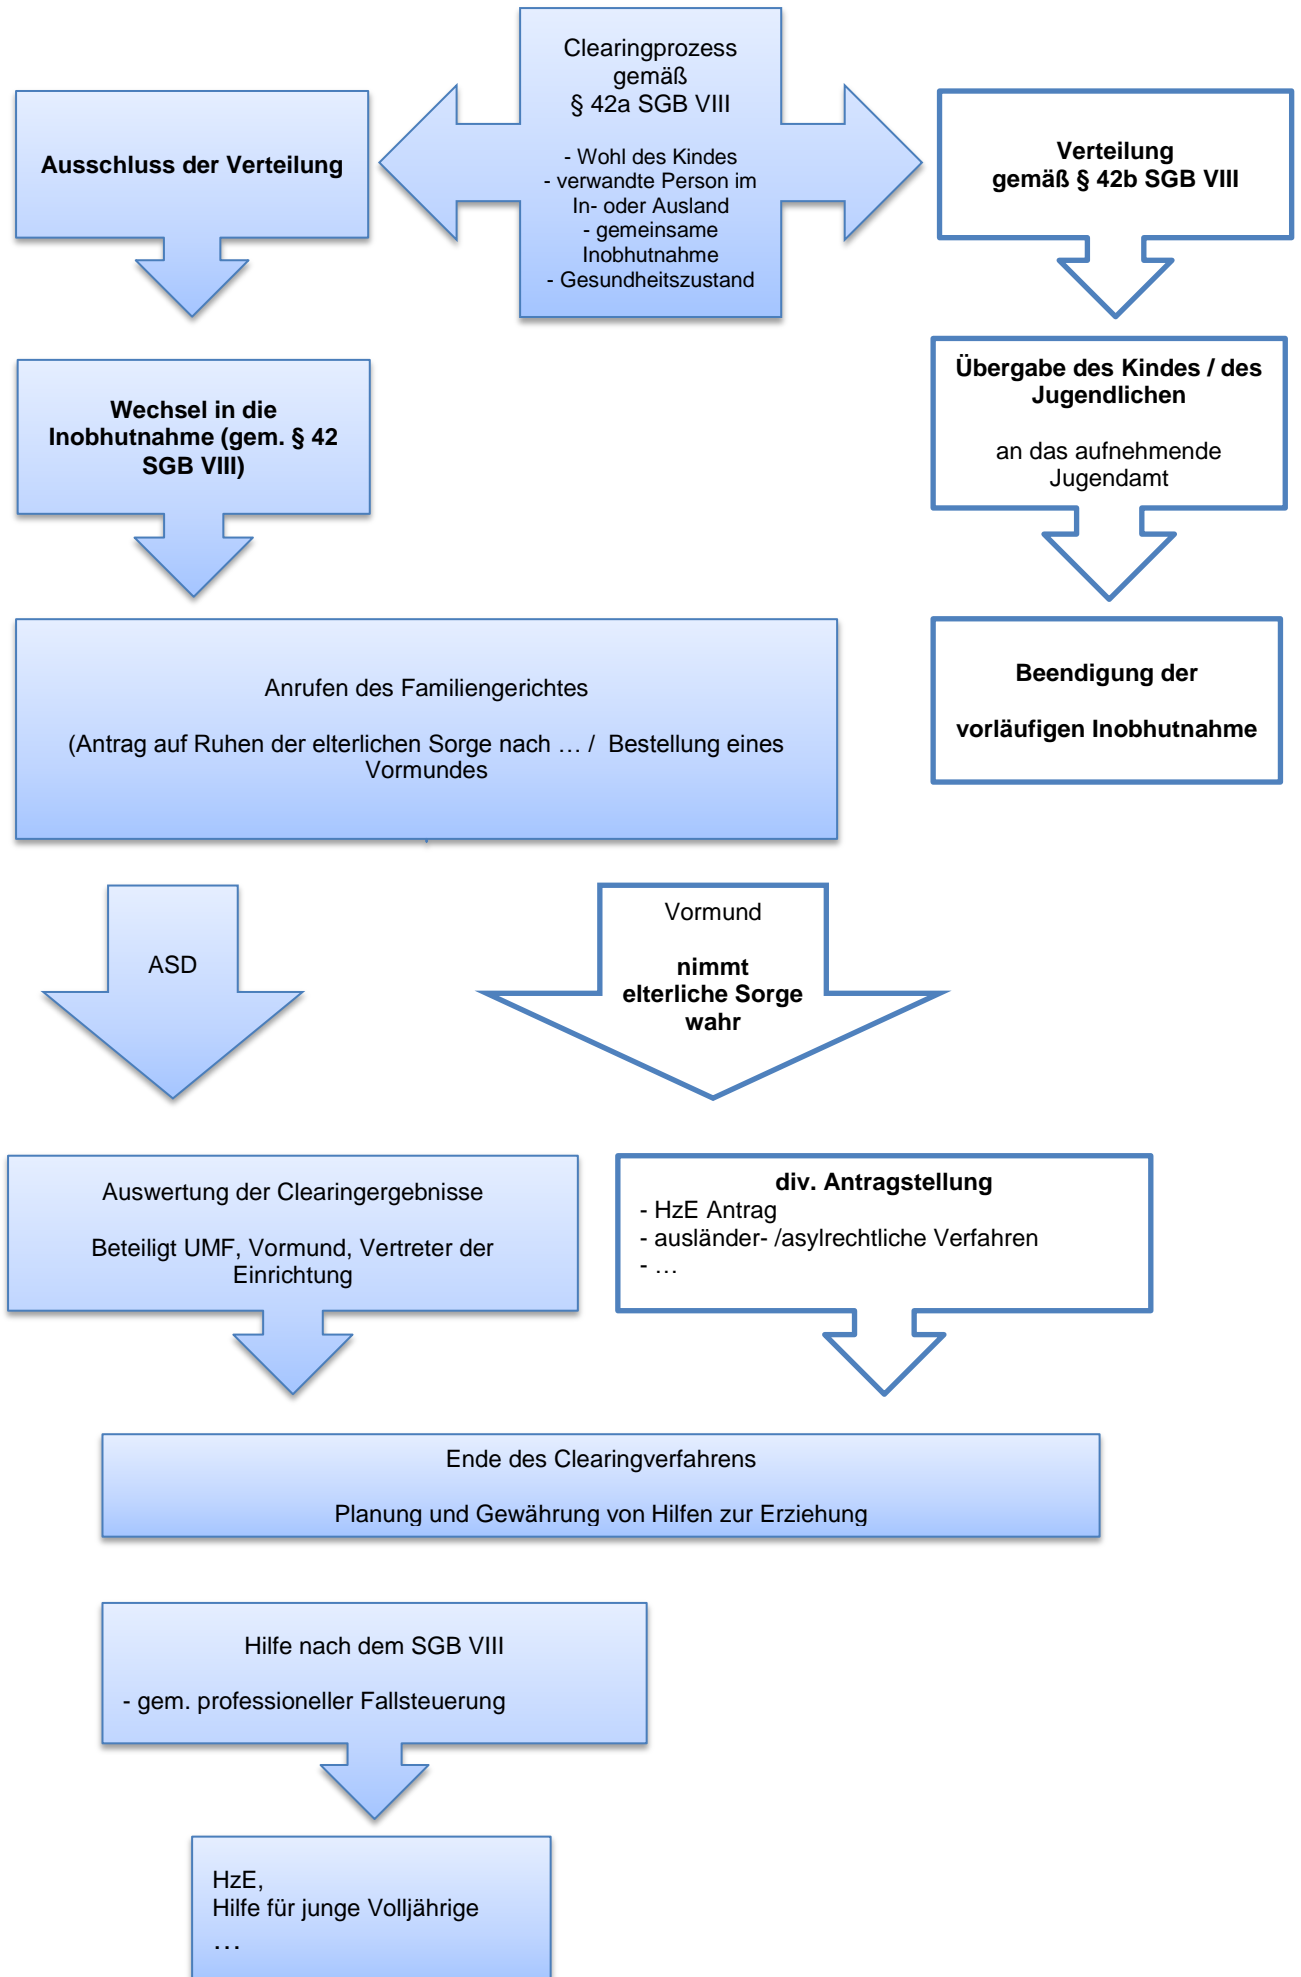 Clearingprozess
gemäß
§ 42a SGB VIII
- Wohl des Kindes
- verwandte Person im
In- oder Ausland
- gemeinsame
Inobhutnahme
- Gesundheitszustand
Ausschluss der Verteilung
Verteilung
gemäß § 42b SGB VIII
Wechsel in die
Inobhutnahme (gem. § 42
SGB VIII)
Übergabe des Kindes / des
Jugendlichen
an das aufnehmende
Jugendamt
Anrufen des Familiengerichtes
(Antrag auf Ruhen der elterlichen Sorge nach … / Bestellung eines
Vormundes
Beendigung der
vorläufigen Inobhutnahme
ASD
Vormund
nimmt
elterliche Sorge
wahr
Auswertung der Clearingergebnisse
Beteiligt UMF, Vormund, Vertreter der
Einrichtung
div. Antragstellung
- HzE Antrag
- ausländer- /asylrechtliche Verfahren
- …
Ende des Clearingverfahrens
Planung und Gewährung von Hilfen zur Erziehung
Hilfe nach dem SGB VIII
- gem. professioneller Fallsteuerung
HzE,
Hilfe für junge Volljährige
…